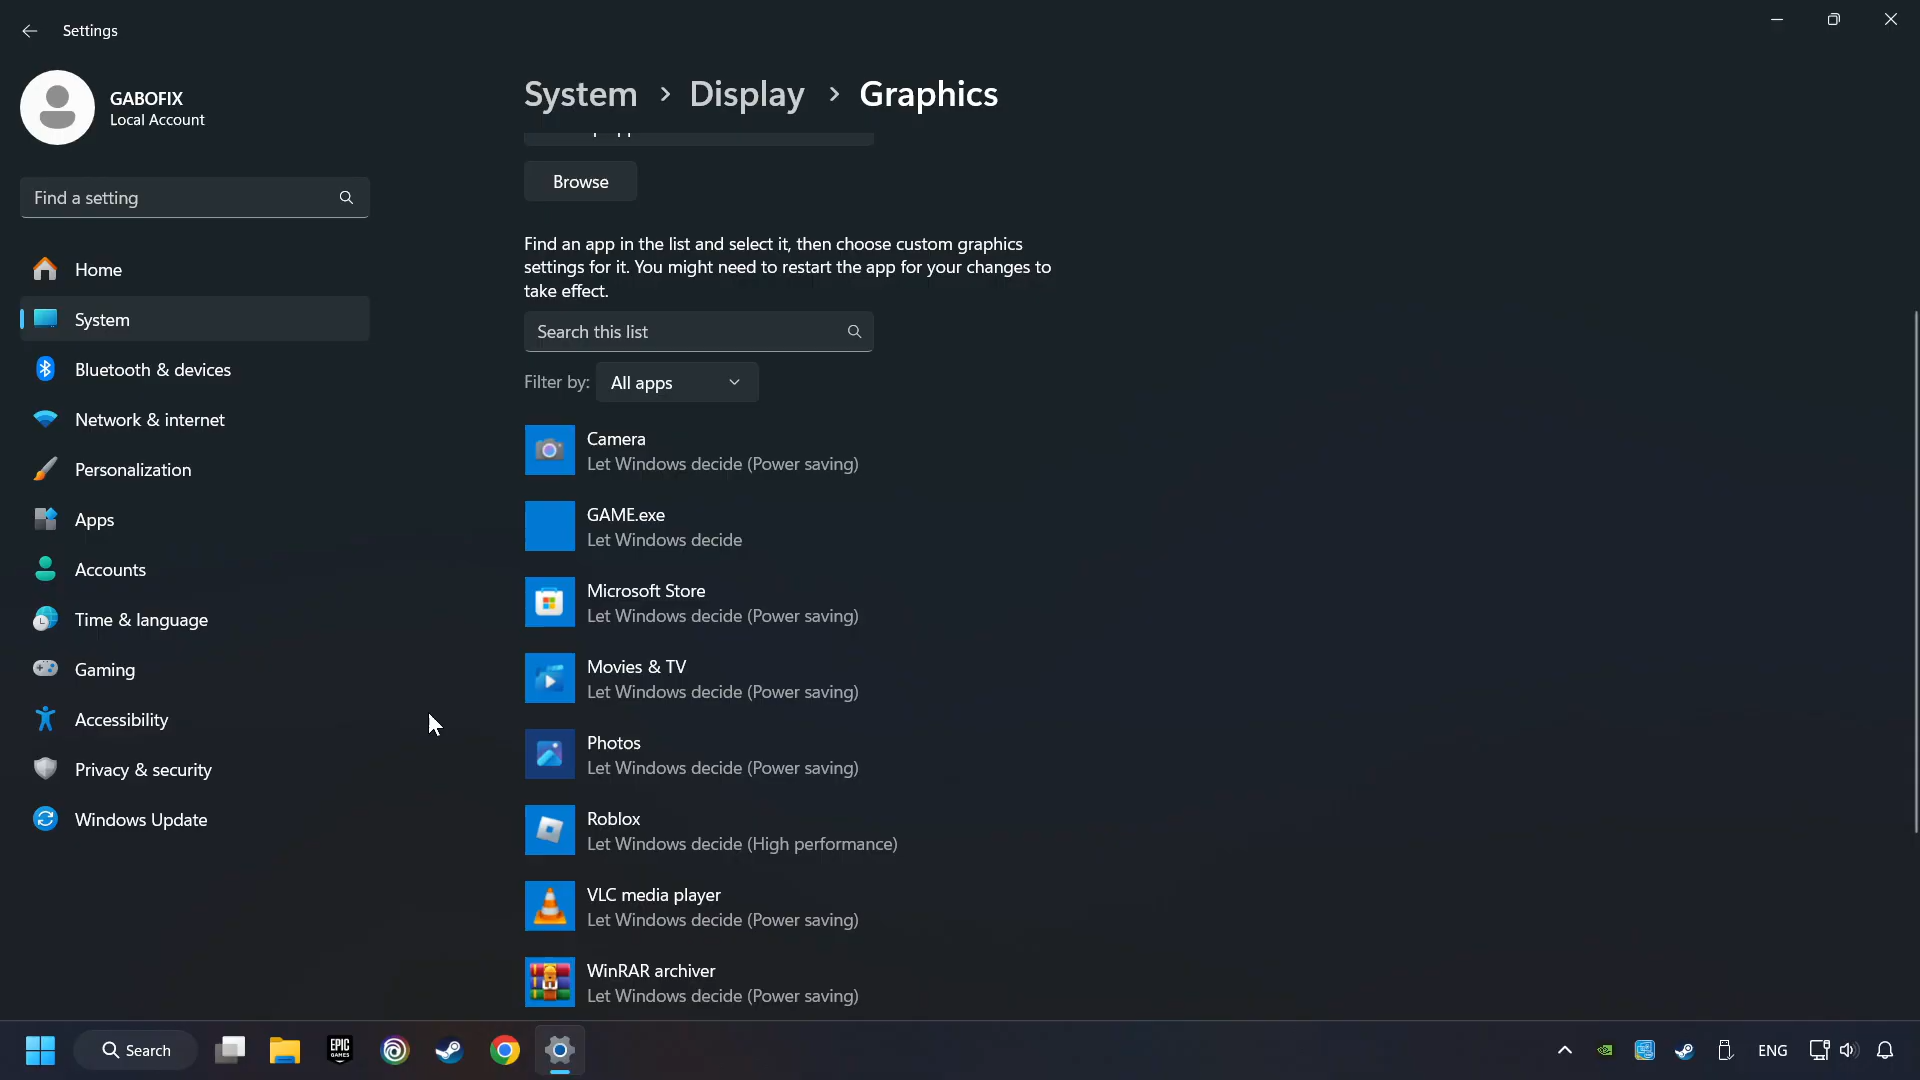 Settings
GABOFIX
Local Account
Find a setting
Home
System
Bluetooth & devices
Network & internet
Personalization
Apps
Accounts
Time & language
Gaming
Accessibility
Privacy & security
Windows Update
System > Display > Graphics
Browse
Find an app in the list and select it, then choose custom graphics
settings for it. You might need to restart the app for your changes to
take effect.
Search this list
Filter by: All apps
Camera
Let Windows decide (Power saving)
GAME.exe
Let Windows decide
Microsoft Store
Let Windows decide (Power saving)
Movies & TV
Let Windows decide (Power saving)
Photos
Let Windows decide (Power saving)
Roblox
Let Windows decide (High performance)
VLC media player
Let Windows decide (Power saving)
WinRAR archiver
Let Windows decide (Power saving)
Search
EPIC
GAMES
ENG